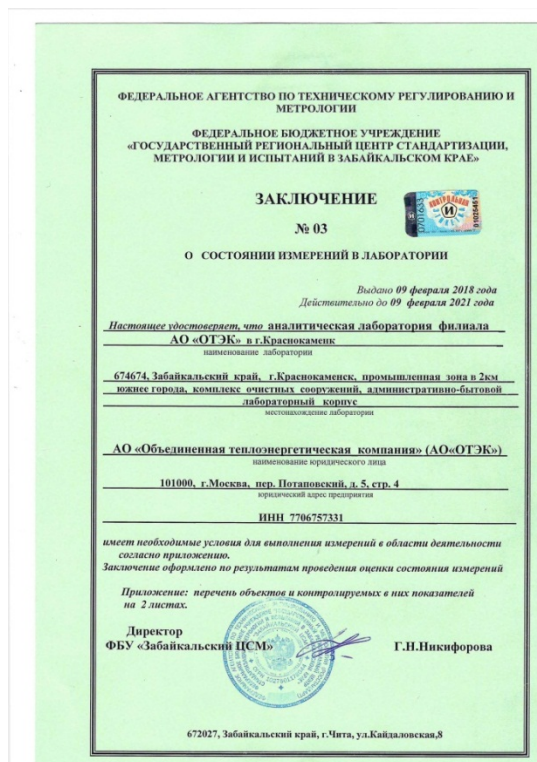 ФЕДЕРАЛЬНОЕ АГЕНТСТВО ПО ТЕХНИЧЕСКОМУ РЕГУЛИРОВАНИЮ И
МЕТРОЛОГИИ
ФЕДЕРАЛЬНОЕ БЮДЖЕТНОЕ УЧРЕЖДЕНИЕ
«ГОСУДАРСТВЕННЫЙ РЕГИОНАЛЬНЫЙ ЦЕНТР СТАНДАРТИЗАЦИИ,
МЕТРОЛОГИИ И ИСПЫТАНИЙ В ЗАБАЙКАЛЬСКОМ КРАЕ»
ЗАКЛЮЧЕНИЕ
№ 03
О СОСТОЯНИИ ИЗМЕРЕНИЙ В ЛАБОРАТОРИИ
Выдано 09 февраля 2018 года
Действительно до 09 февраля 2021 года
Настоящее удостоверяет, что аналитическая лаборатория филиала
АО «ОТЭК» в г.Краснокаменк
наименование лаборатории
674674, Забайкальский край, г.Краснокаменск, промышленная зона в 2км
южнее города, комплекс очистных сооружений, административно-бытовой
лабораторный корпус
местонахождение лаборатории
АО «Объединенная теплоэнергетическая компания» (АО«ОТЭК»)
наименование юридического лица
101000, г.Москва, пер. Потаповский, д. 5, стр. 4
юридический адрес предприятия
ИНН 7706757331
имеет необходимые условия для выполнения измерений в области деятельности
согласно приложению.
Заключение оформлено по результатам проведения оценки состояния измерений
Приложение: перечень объектов и контролируемых в них показателей
на 2 листах.
Директор
ФБУ «Забайкальский ЦСМ»
Г.Н.Никифорова
672027, Забайкальский край, г.Чита, ул.Кайдаловская,8